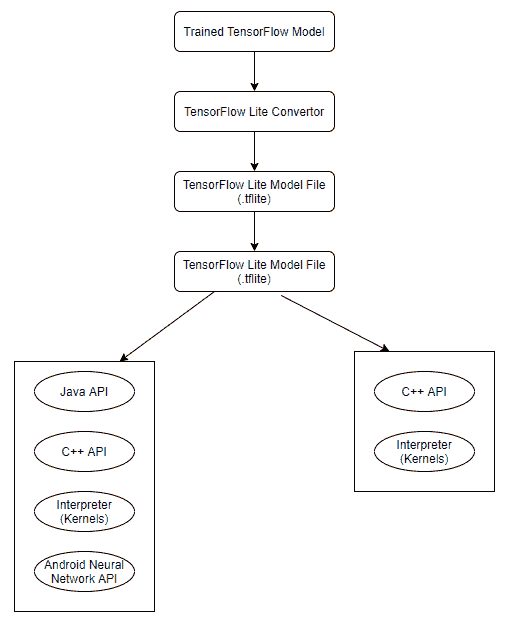 Trained TensorFlow Model
TensorFlow Lite Convertor
TensorFlow Lite Model File
(.tflite)
TensorFlow Lite Model File
(.tflite)
Java API
C++ API
Interpreter
(Kernels)
Android Neural
Network API
C++ API
Interpreter
(Kernels)